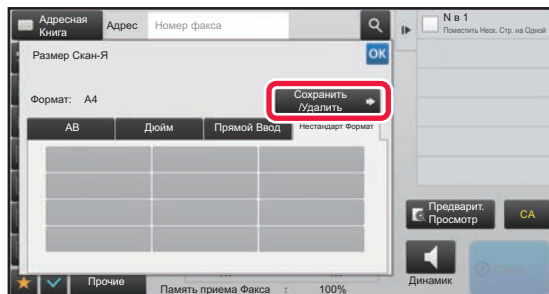 Адресная
Книга
Адрес
Номер факса
N в 1
Поместить Неск. Стр. на Одной
Размер Скан-Я
OK
Формат: A4
Сохранить
/Удалить
AB
Дюйм
Прямой Ввод
Нестандарт Формат
Предварит.
Просмотр
CA
Прочие
Память приема Факса : 100%
Динамик
Старт